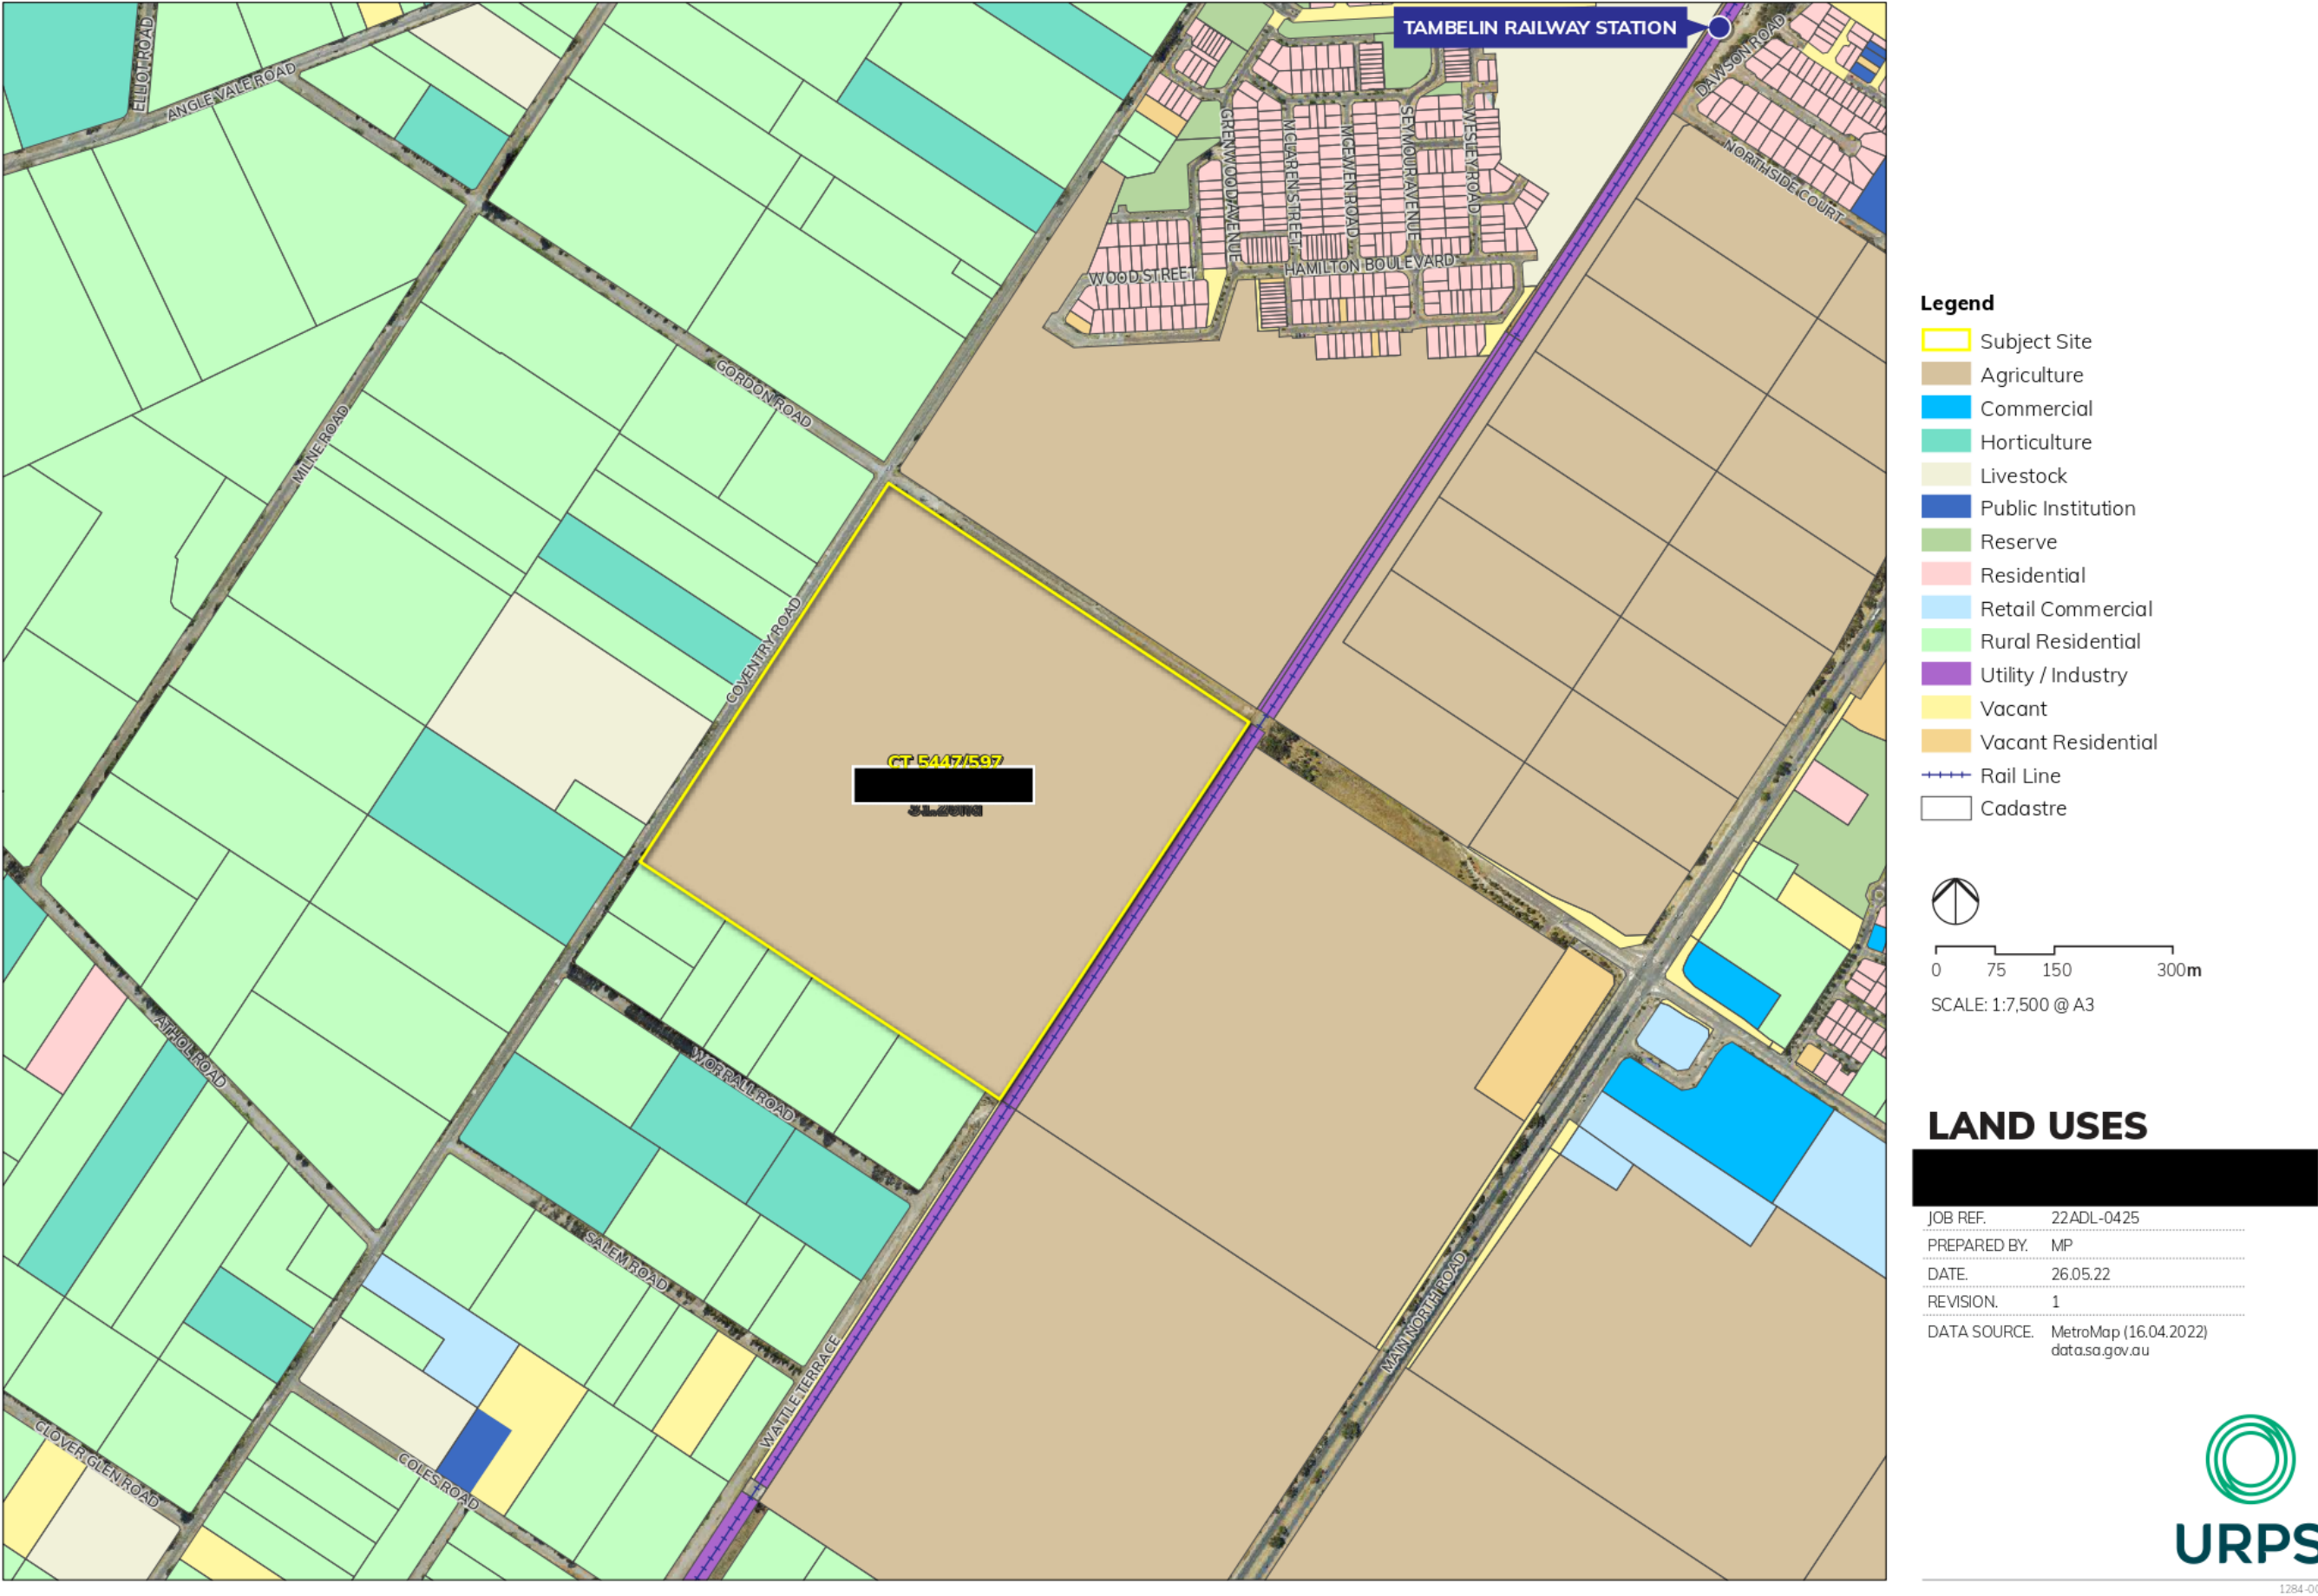 TAMBELIN RAILWAY STATION
ELLIOT ROAD
ANGLE VALE ROAD
DAWSON ROAD
NORTHSIDE COURT
GREENWOOD AVENUE
MCLAREN STREET
MCEWEN ROAD
SEYMOUR AVENUE
WESLEY ROAD
WOOD STREET
HAMILTON BOULEVARD
GORDON ROAD
MILNE ROAD
COVENTRY ROAD
CT 5447/597
ATHOL ROAD
WORRALL ROAD
SALEM ROAD
WATTLE TERRACE
MAIN NORTH ROAD
CLOVER GLEN ROAD
COLES ROAD
Legend
Subject Site
Agriculture
Commercial
Horticulture
Livestock
Public Institution
Reserve
Residential
Retail Commercial
Rural Residential
Utility / Industry
Vacant
Vacant Residential
Rail Line
Cadastre
0 75 150 300m
SCALE: 1:7,500 @ A3
LAND USES
JOB REF. 22ADL-0425
PREPARED BY. MP
DATE. 26.05.22
REVISION. 1
DATA SOURCE. MetroMap (16.04.2022)
data.sa.gov.au
URPS